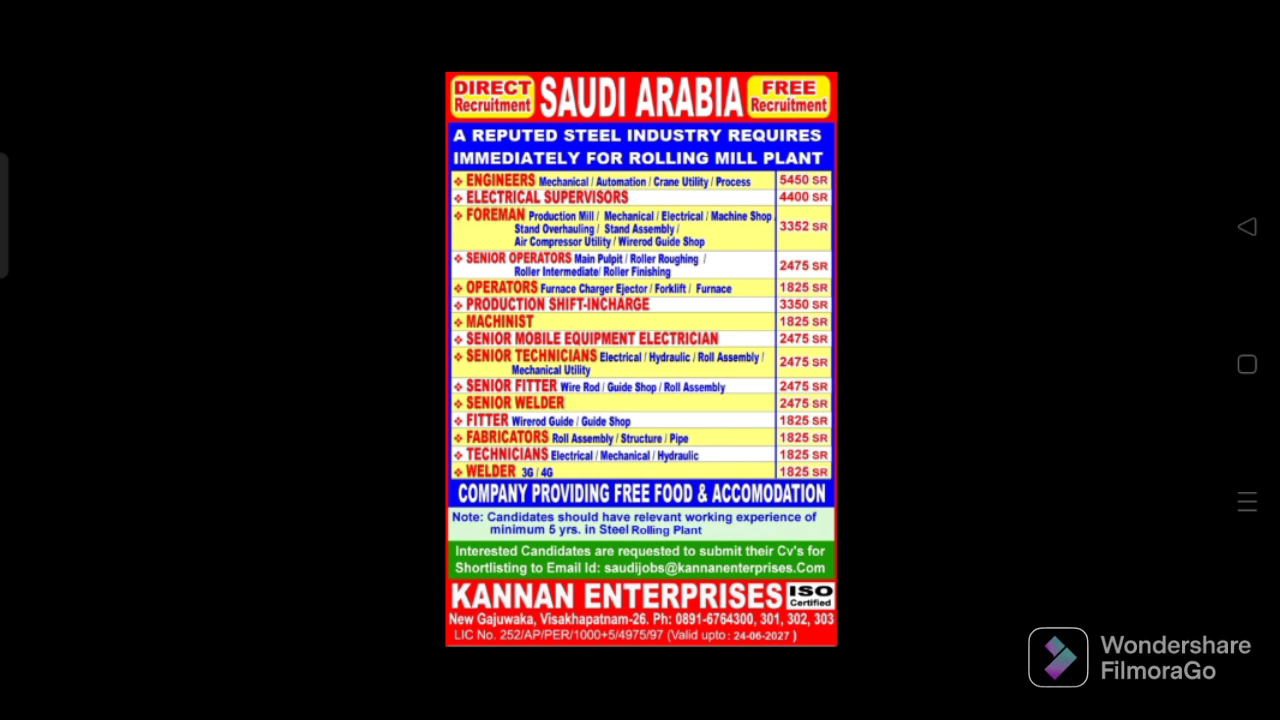 DIRECT
Recruitment
SAUDI ARABIA
FREE
Recruitment
A REPUTED STEEL INDUSTRY REQUIRES
IMMEDIATELY FOR ROLLING MILL PLANT
❖ ENGINEERS Mechanical / Automation / Crane Utility / Process 5450 SR
❖ ELECTRICAL SUPERVISORS 4400 SR
❖ FOREMAN Production Mill / Mechanical / Electrical / Machine Shop
Stand Overhauling / Stand Assembly / 3352 SR
Air Compressor Utility / Wirerod Guide Shop
❖ SENIOR OPERATORS Main Pulpit / Roller Roughing /
Roller Intermediate/ Roller Finishing 2475 SR
❖ OPERATORS Furnace Charger Ejector / Forklift / Furnace 1825 SR
❖ PRODUCTION SHIFT-INCHARGE 3350 SR
❖ MACHINIST 1825 SR
❖ SENIOR MOBILE EQUIPMENT ELECTRICIAN 2475 SR
❖ SENIOR TECHNICIANS Electrical / Hydraulic / Roll Assembly /
Mechanical Utility 2475 SR
❖ SENIOR FITTER Wire Rod / Guide Shop / Roll Assembly 2475 SR
❖ SENIOR WELDER 2475 SR
❖ FITTER Wirerod Guide / Guide Shop 1825 SR
❖ FABRICATORS Roll Assembly / Structure / Pipe 1825 SR
❖ TECHNICIANS Electrical / Mechanical / Hydraulic 1825 SR
❖ WELDER 3G / 4G 1825 SR
COMPANY PROVIDING FREE FOOD & ACCOMODATION
Note: Candidates should have relevant working experience of
minimum 5 yrs. in Steel Rolling Plant
Interested Candidates are requested to submit their Cv's for
Shortlisting to Email Id: saudijobs@kannanenterprises.Com
KANNAN ENTERPRISES
ISO
Certified
New Gajuwaka, Visakhapatnam-26. Ph: 0891-6764300, 301, 302, 303
LIC No. 252/AP/PER/1000+5/4975/97 (Valid upto : 24-06-2027 )
Wondershare
FilmoraGo